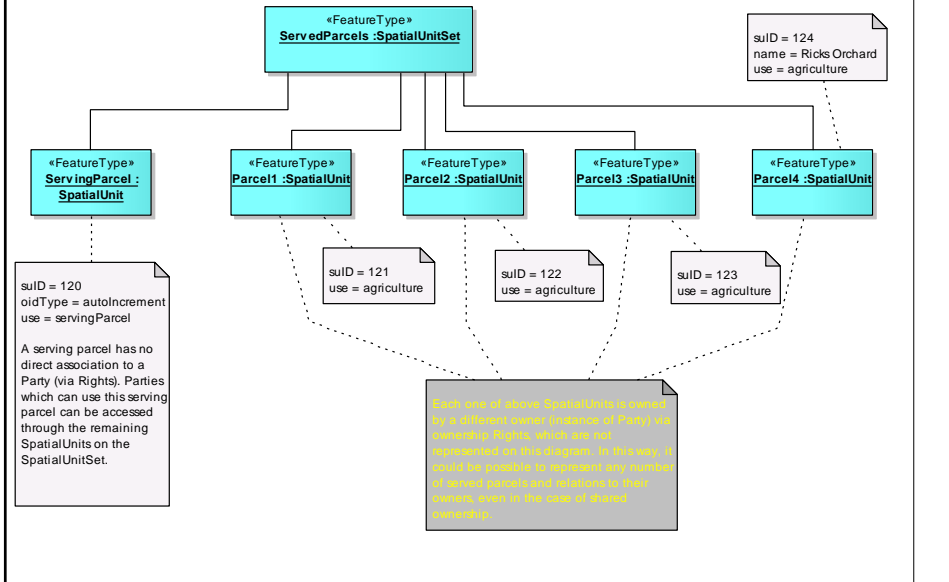 «FeatureType»
ServedParcels :SpatialUnitSet
suID = 124
name = Ricks Orchard
use = agriculture
«FeatureType»
ServingParcel :
SpatialUnit
«FeatureType»
Parcel1 :SpatialUnit
«FeatureType»
Parcel2 :SpatialUnit
«FeatureType»
Parcel3 :SpatialUnit
«FeatureType»
Parcel4 :SpatialUnit
suID = 121
use = agriculture
suID = 122
use = agriculture
suID = 123
use = agriculture
suID = 120
oidType = autoIncrement
use = servingParcel
A serving parcel has no
direct association to a
Party (via Rights). Parties
which can use this serving
parcel can be accessed
through the remaining
SpatialUnits on the
SpatialUnitSet.
Each one of above SpatialUnits is owned
by a different owner (instance of Party) via
ownership Rights, which are not
represented on this diagram. In this way, it
could be possible to represent any number
of served parcels and relations to their
owners, even in the case of shared
ownership.